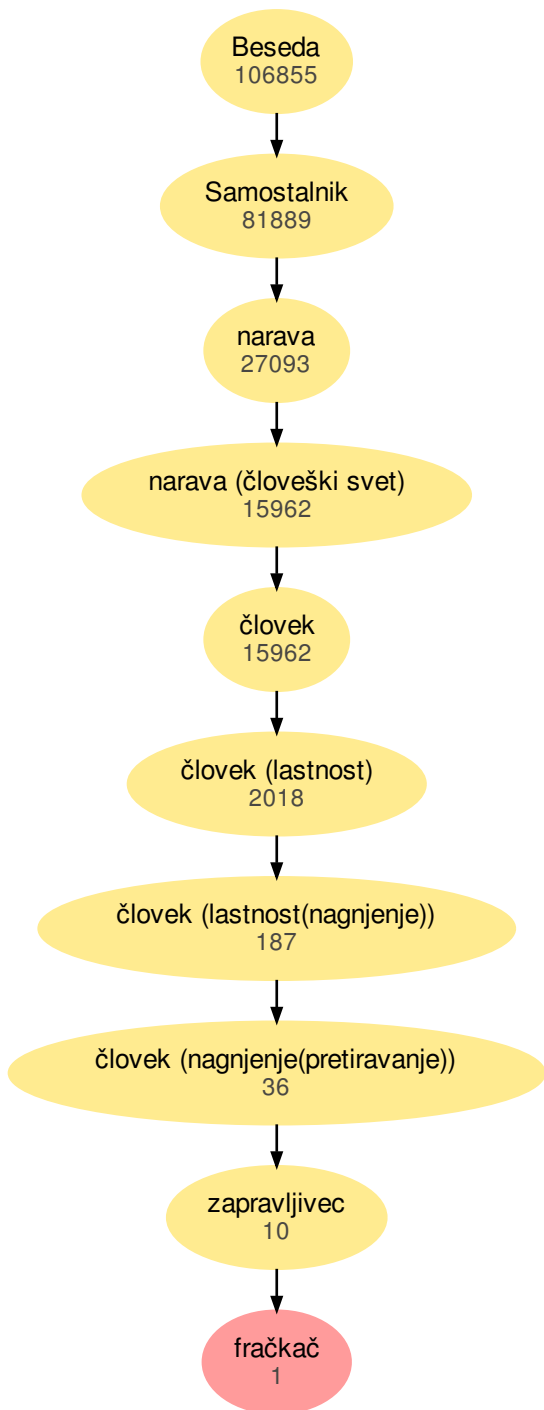 Beseda
106855
Samostalnik
81889
narava
27093
narava (človeški svet)
15962
človek
15962
človek (lastnost)
2018
človek (lastnost(nagnjenje))
187
človek (nagnjenje(pretiravanje))
36
zapravljivec
10
fračkač
1